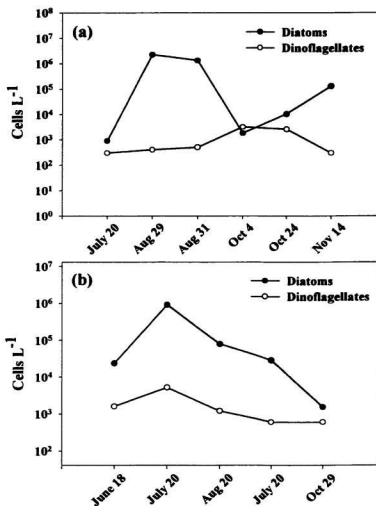 (a)
Diatoms
Dinoflagellates
Cells L⁻¹
10⁸
10⁷
10⁶
10⁵
10⁴
10³
10²
10¹
10⁰
July 20
Aug 29
Aug 31
Oct 4
Oct 24
Nov 14
(b)
Diatoms
Dinoflagellates
Cells L⁻¹
10⁷
10⁶
10⁵
10⁴
10³
10²
June 18
July 20
Aug 20
July 20
Oct 29